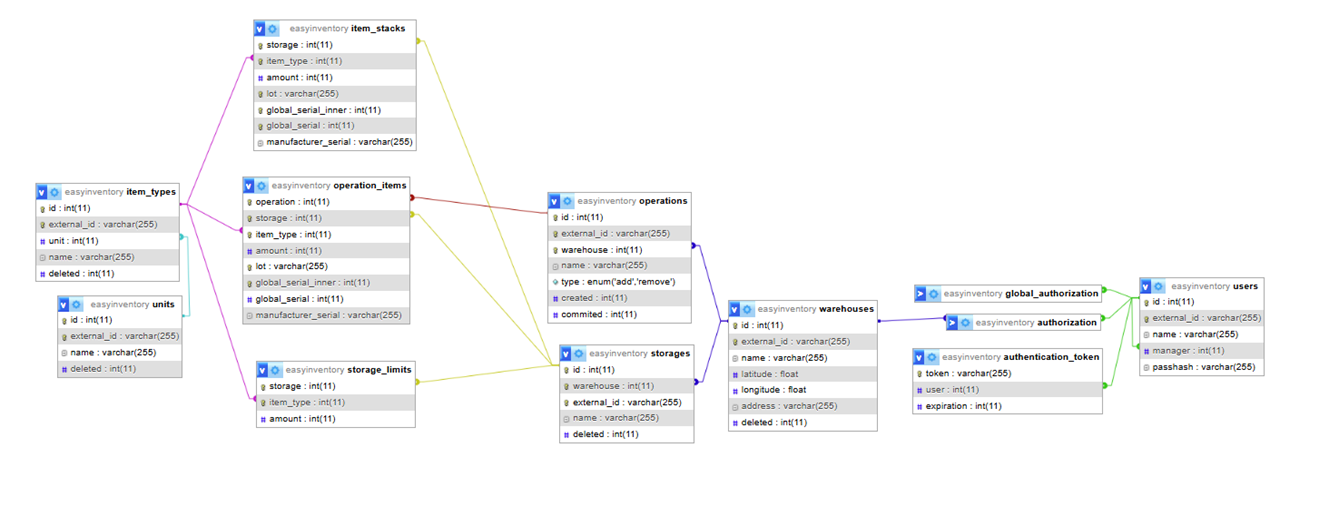 easyinventory item_stacks
storage : int(11)
item_type : int(11)
amount : int(11)
lot : varchar(255)
global_serial_inner : int(11)
global_serial : int(11)
manufacturer_serial : varchar(255)
easyinventory item_types
id : int(11)
external_id : varchar(255)
unit : int(11)
name : varchar(255)
deleted : int(11)
easyinventory units
id : int(11)
external_id : varchar(255)
name : varchar(255)
deleted : int(11)
easyinventory operation_items
operation : int(11)
storage : int(11)
item_type : int(11)
amount : int(11)
lot : varchar(255)
global_serial_inner : int(11)
global_serial : int(11)
manufacturer_serial : varchar(255)
easyinventory storage_limits
storage : int(11)
item_type : int(11)
amount : int(11)
easyinventory operations
id : int(11)
external_id : varchar(255)
warehouse : int(11)
name : varchar(255)
type : enum('add','remove')
created : int(11)
commited : int(11)
easyinventory storages
id : int(11)
warehouse : int(11)
external_id : varchar(255)
name : varchar(255)
deleted : int(11)
easyinventory warehouses
id : int(11)
external_id : varchar(255)
name : varchar(255)
latitude : float
longitude : float
address : varchar(255)
deleted : int(11)
easyinventory global_authorization
easyinventory authorization
easyinventory authentication_token
token : varchar(255)
user : int(11)
expiration : int(11)
easyinventory users
id : int(11)
external_id : varchar(255)
name : varchar(255)
manager : int(11)
passhash : varchar(255)